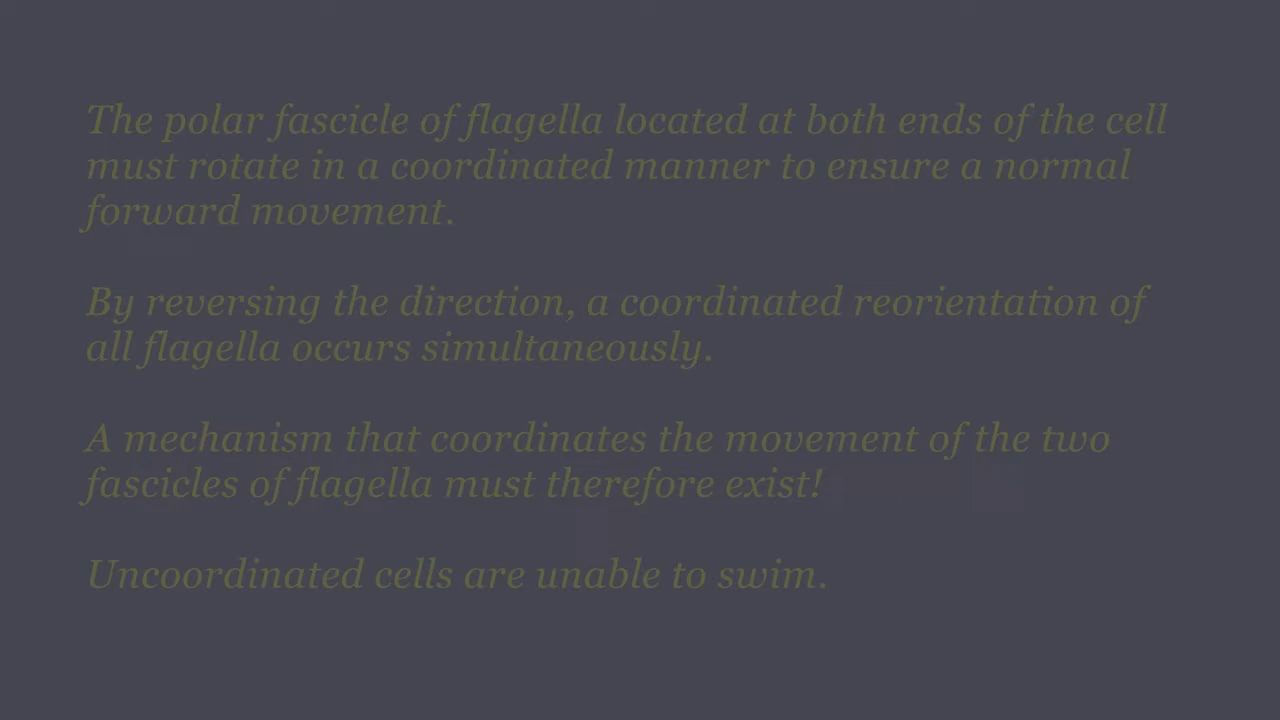 The polar fascicle of flagella located at both ends of the cell
must rotate in a coordinated manner to ensure a normal
forward movement.
By reversing the direction, a coordinated reorientation of
all flagella occurs simultaneously.
A mechanism that coordinates the movement of the two
fascicles of flagella must therefore exist!
Uncoordinated cells are unable to swim.